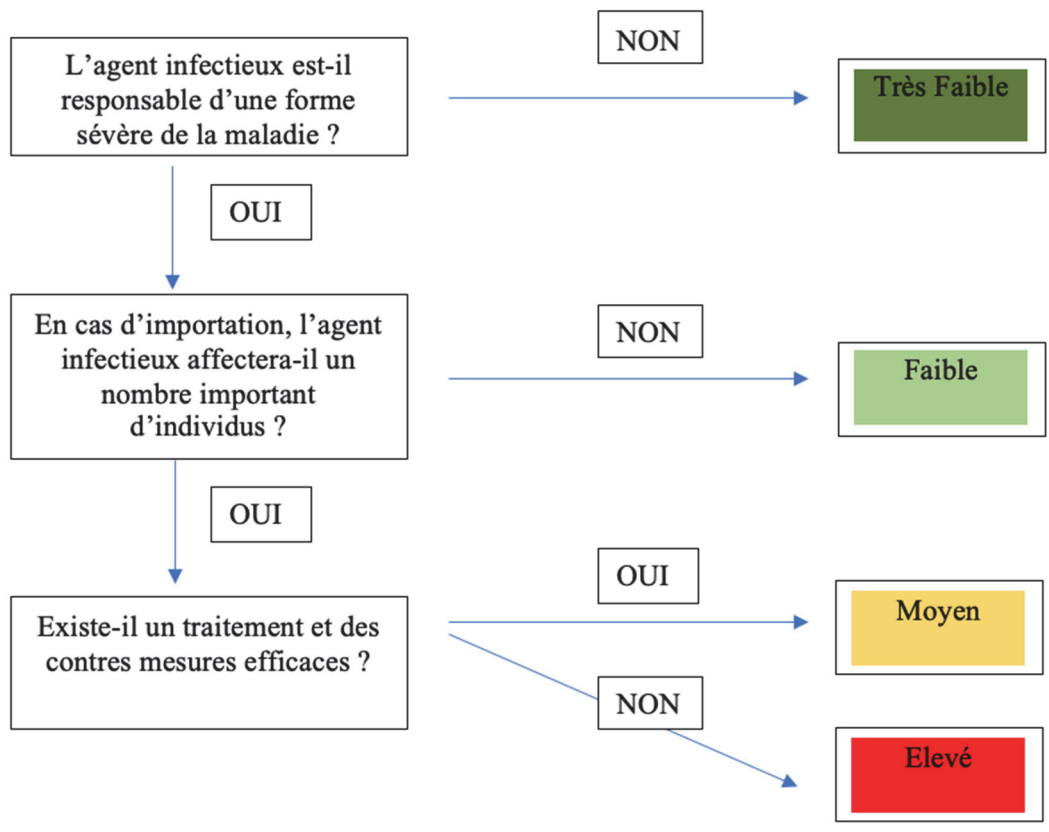 L’agent infectieux est-il
responsable d’une forme
sévère de la maladie ?
NON
Très Faible
OUI
En cas d’importation, l’agent
infectieux affectera-il un
nombre important
d’individus ?
NON
Faible
OUI
Existe-il un traitement et des
contres mesures efficaces ?
OUI
Moyen
NON
Elevé